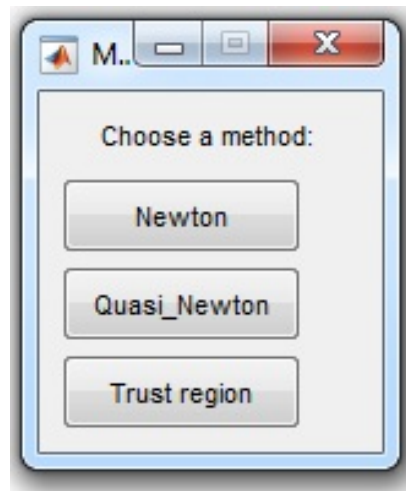 M..
Choose a method:
Newton
Quasi_Newton
Trust region